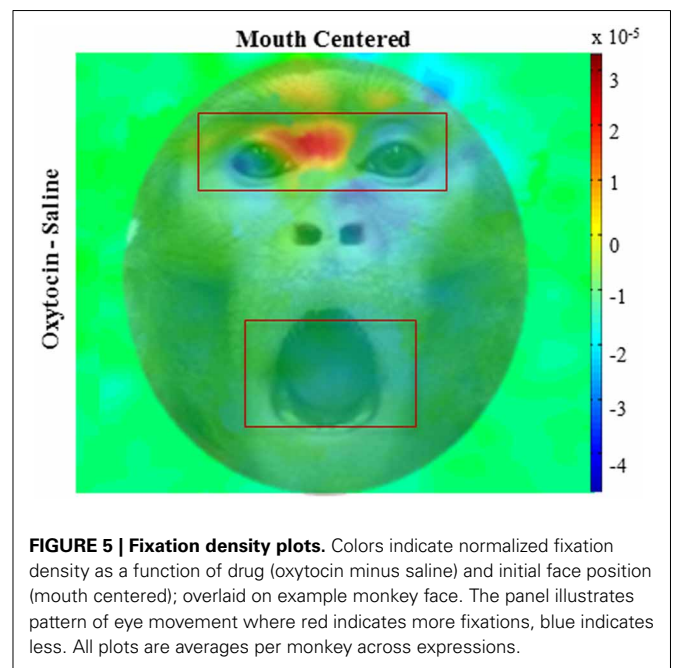 Mouth Centered
x 10-5
Oxytocin - Saline
3
2
1
0
-1
-2
-3
-4
FIGURE 5 | Fixation density plots. Colors indicate normalized fixation
density as a function of drug (oxytocin minus saline) and initial face position
(mouth centered); overlaid on example monkey face. The panel illustrates
pattern of eye movement where red indicates more fixations, blue indicates
less. All plots are averages per monkey across expressions.